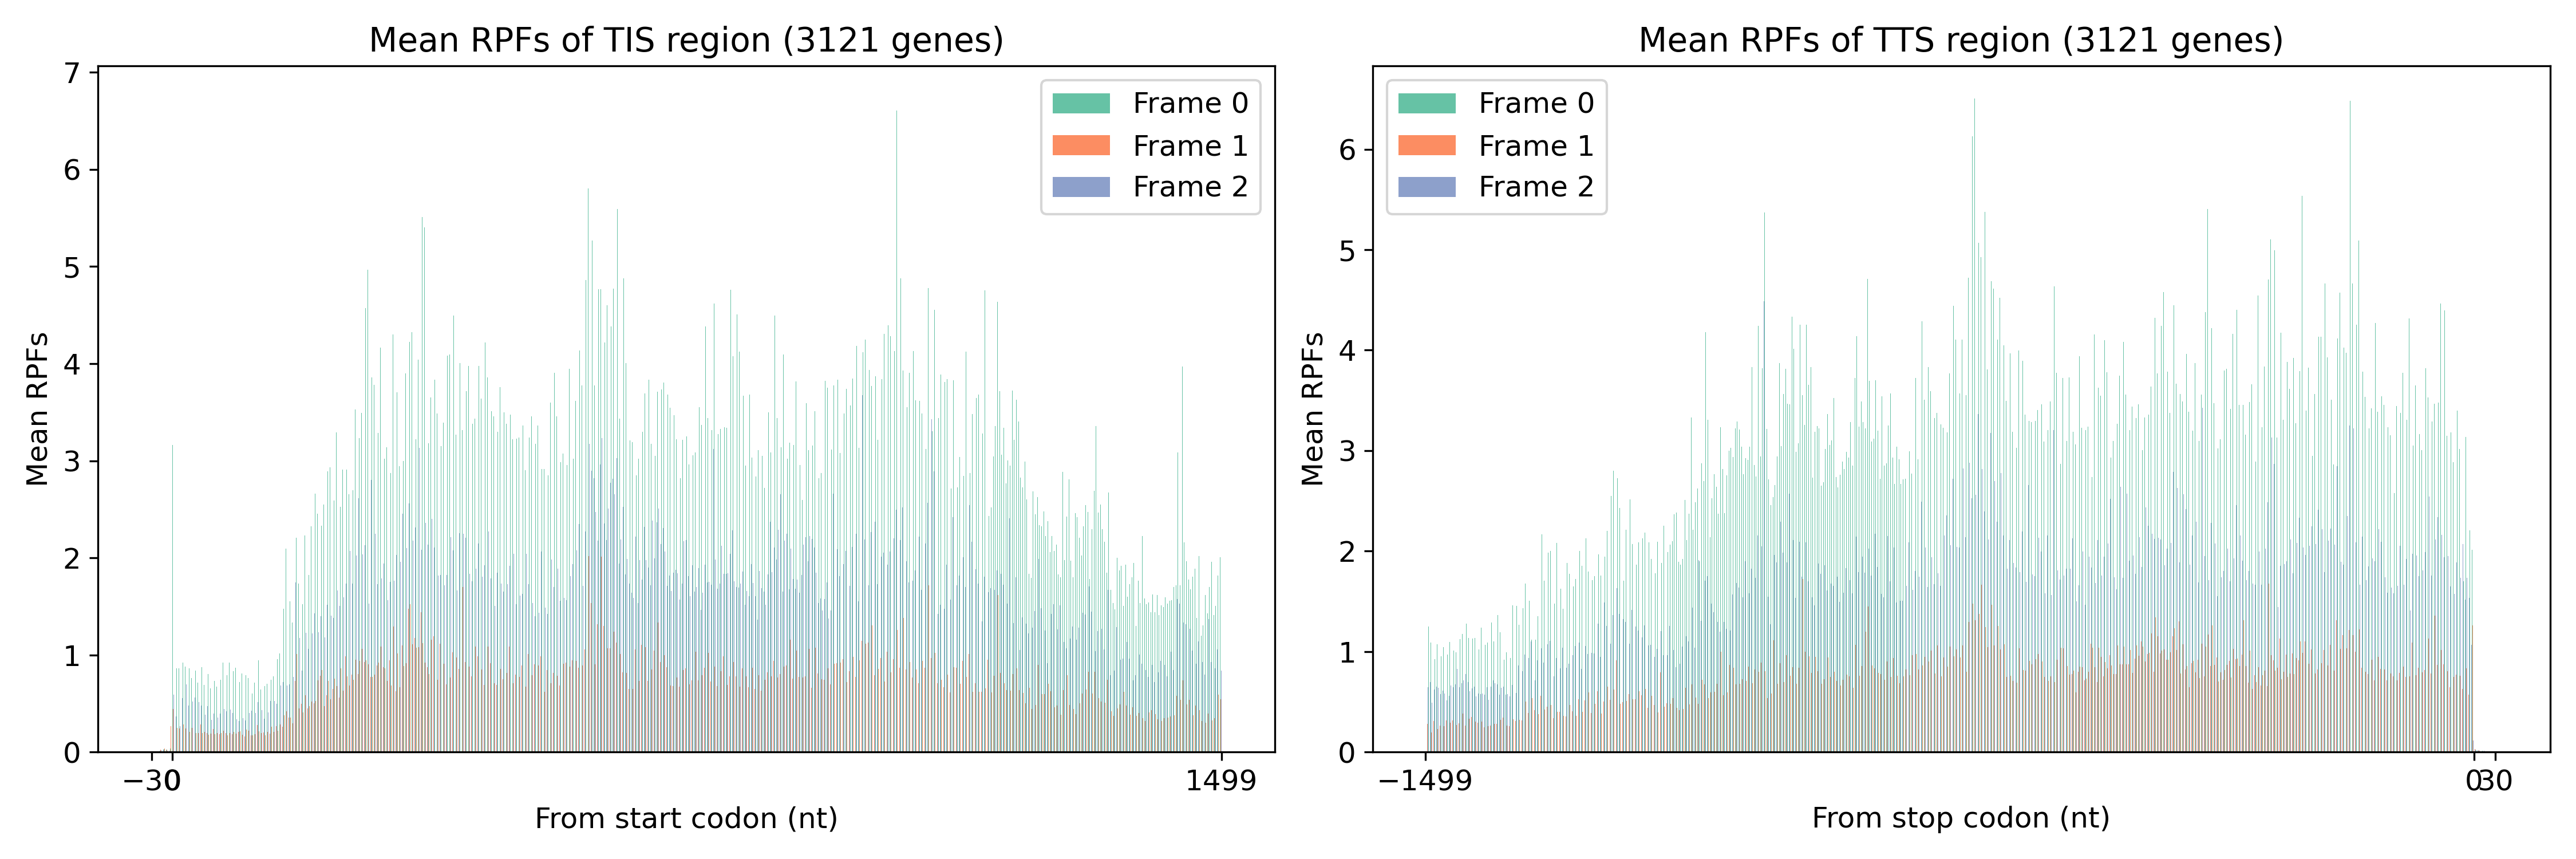 Mean RPFs of TIS region (3121 genes)
7
6
5
4
3
2
1
0
Mean RPFs
Frame 0
Frame 1
Frame 2
−30
0
1499
From start codon (nt)
Mean RPFs of TTS region (3121 genes)
6
5
4
3
2
1
0
Mean RPFs
Frame 0
Frame 1
Frame 2
−1499
0
30
From stop codon (nt)